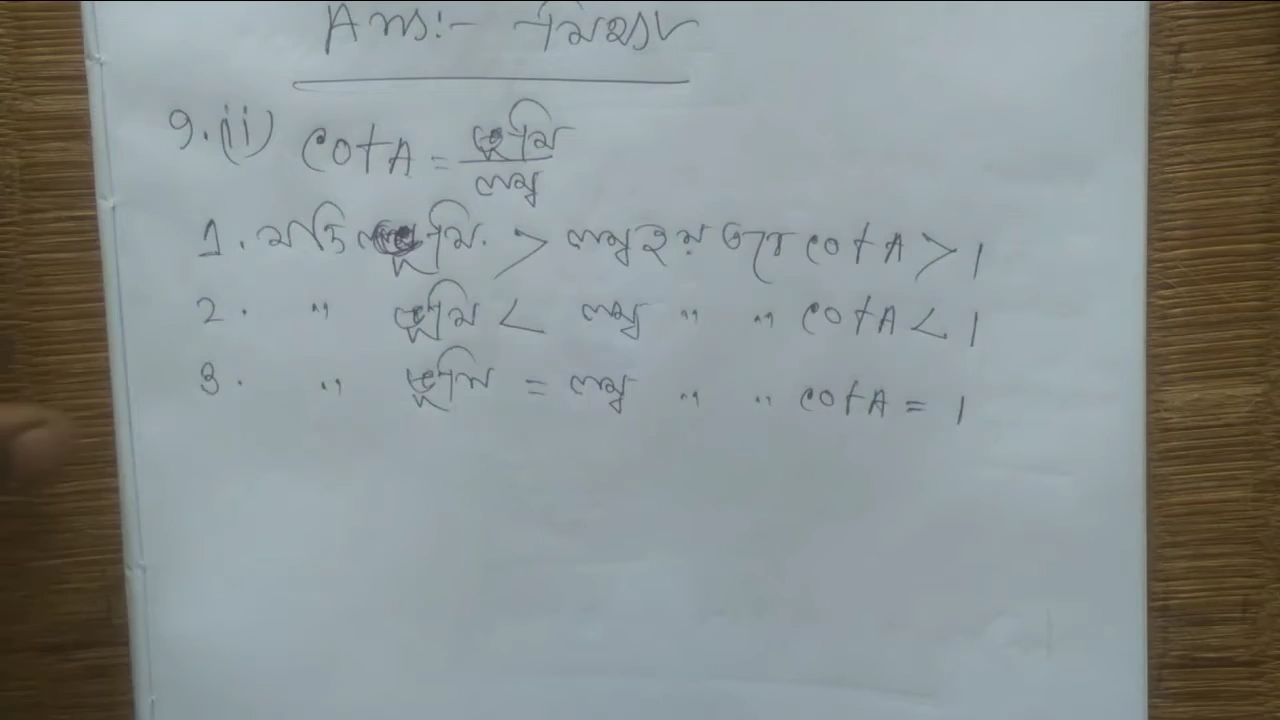 Ans:- মিথ্যা
9.(ii) cotA = ভূমি / লম্ব
1. যদি ভূমি > লম্ব হয় তবে cotA > 1
2. " ভূমি < লম্ব " " cotA < 1
3. " ভূমি = লম্ব " " cotA = 1